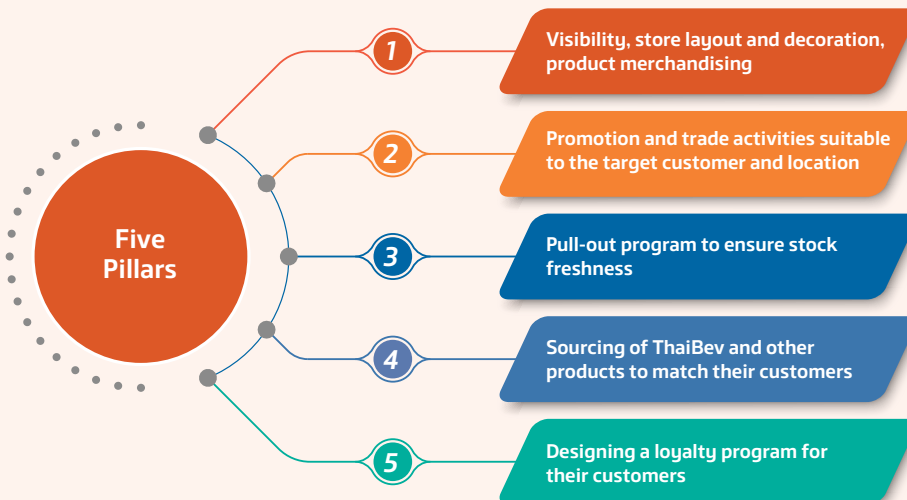 Five
Pillars
1
Visibility, store layout and decoration,
product merchandising
2
Promotion and trade activities suitable
to the target customer and location
3
Pull-out program to ensure stock
freshness
4
Sourcing of ThaiBev and other
products to match their customers
5
Designing a loyalty program for
their customers